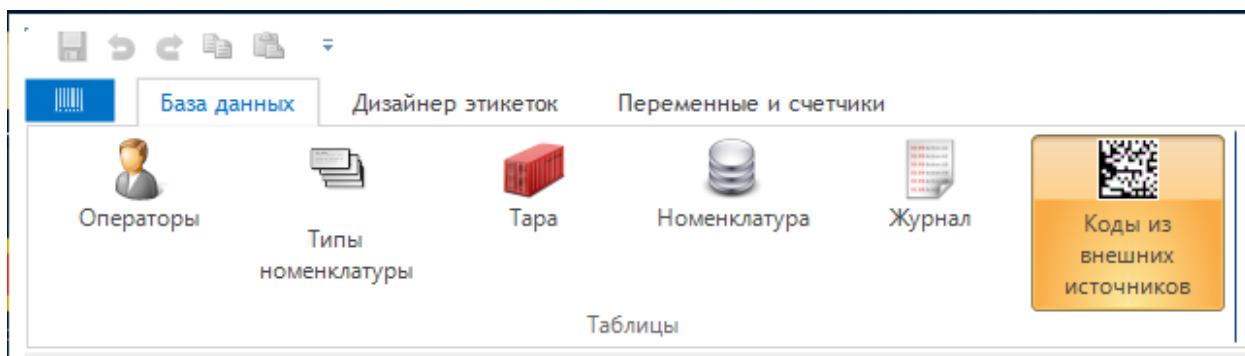 База данных Дизайнер этикеток Переменные и счетчики
Операторы
Типы
номенклатуры
Тара
Номенклатура
Журнал
Коды из
внешних
источников
Таблицы